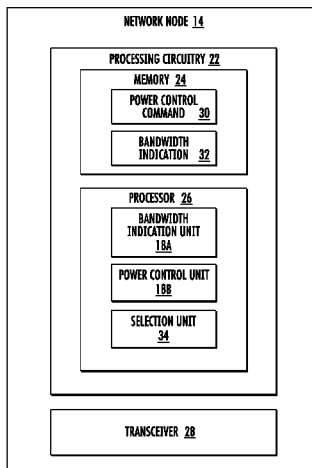 NETWORK NODE 14
PROCESSING CIRCUITRY 22
MEMORY 24
POWER CONTROL
COMMAND 30
BANDWIDTH
INDICATION 32
PROCESSOR 26
BANDWIDTH
INDICATION UNIT
18A
POWER CONTROL UNIT
18B
SELECTION UNIT
34
TRANSCEIVER 28